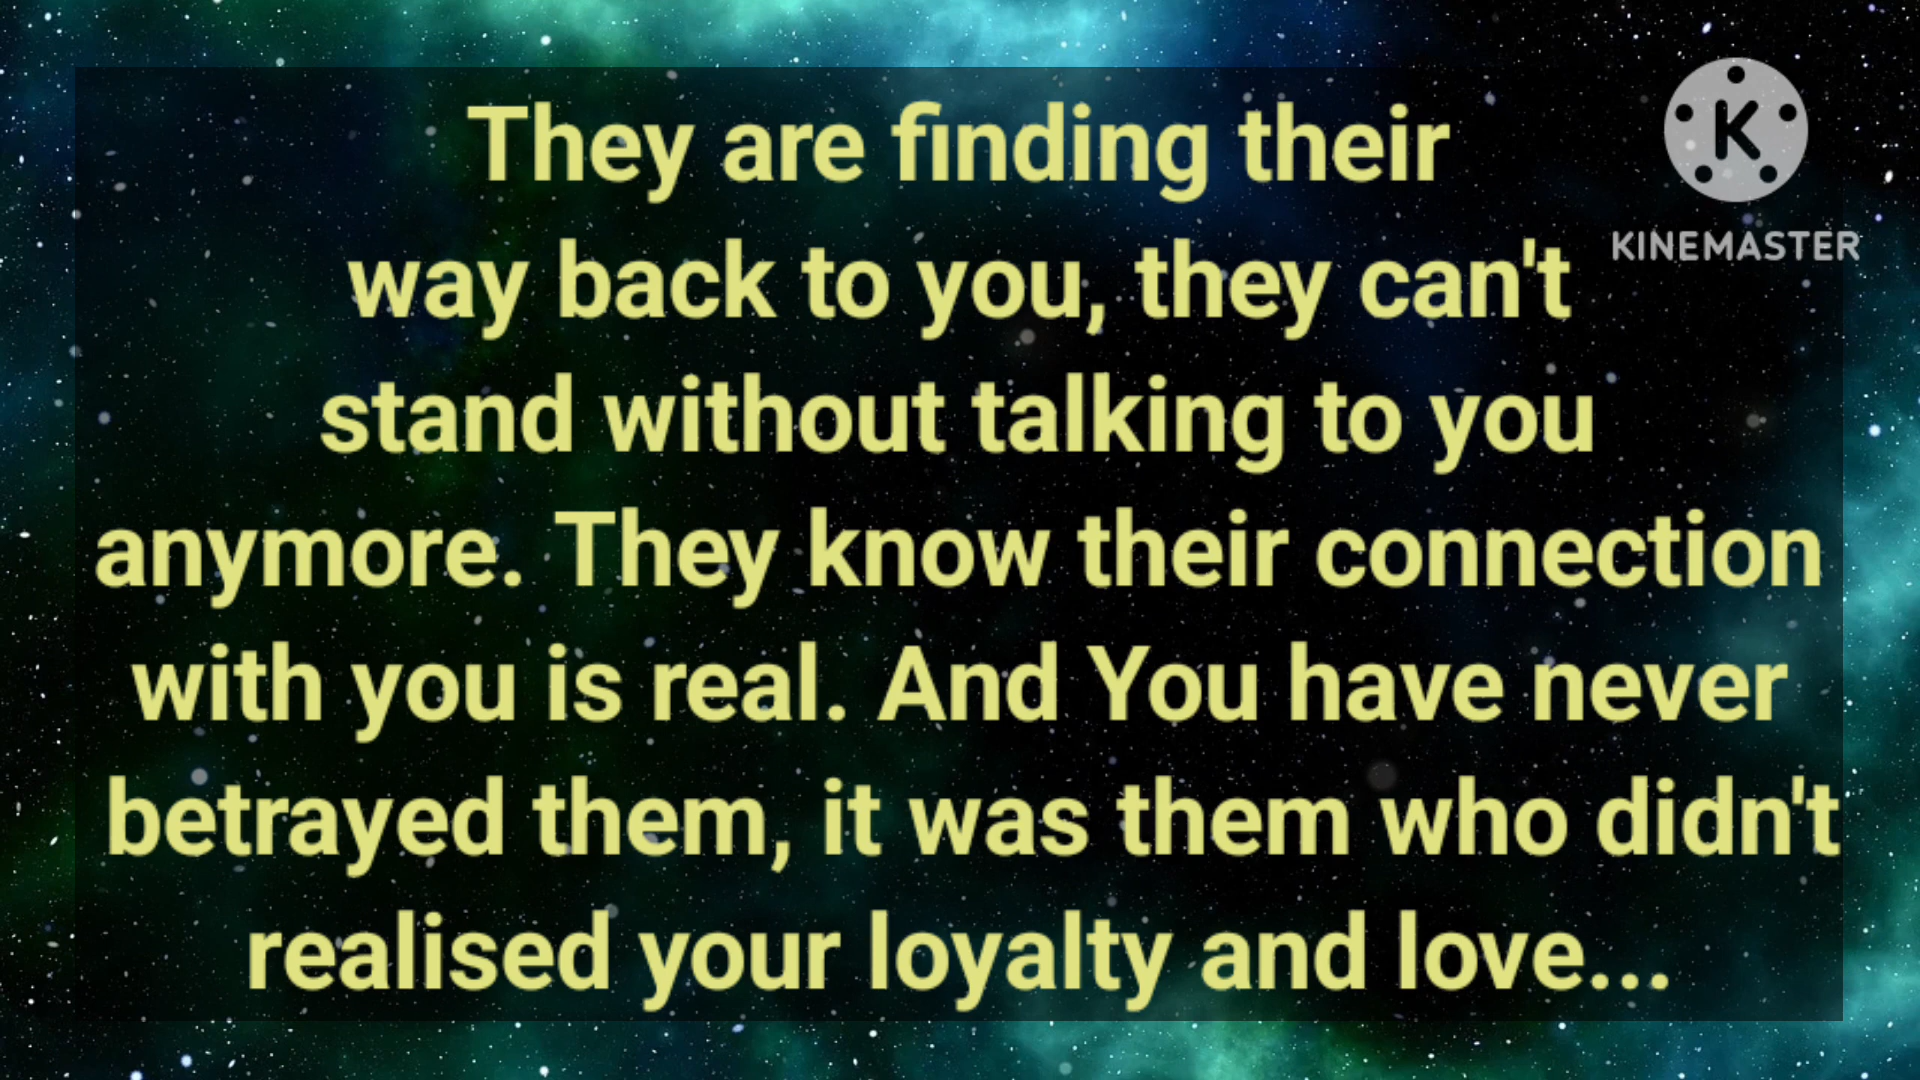 They are finding their
way back to you, they can't
stand without talking to you
anymore. They know their connection
with you is real. And You have never
betrayed them, it was them who didn't
realised your loyalty and love...
K
KINEMASTER